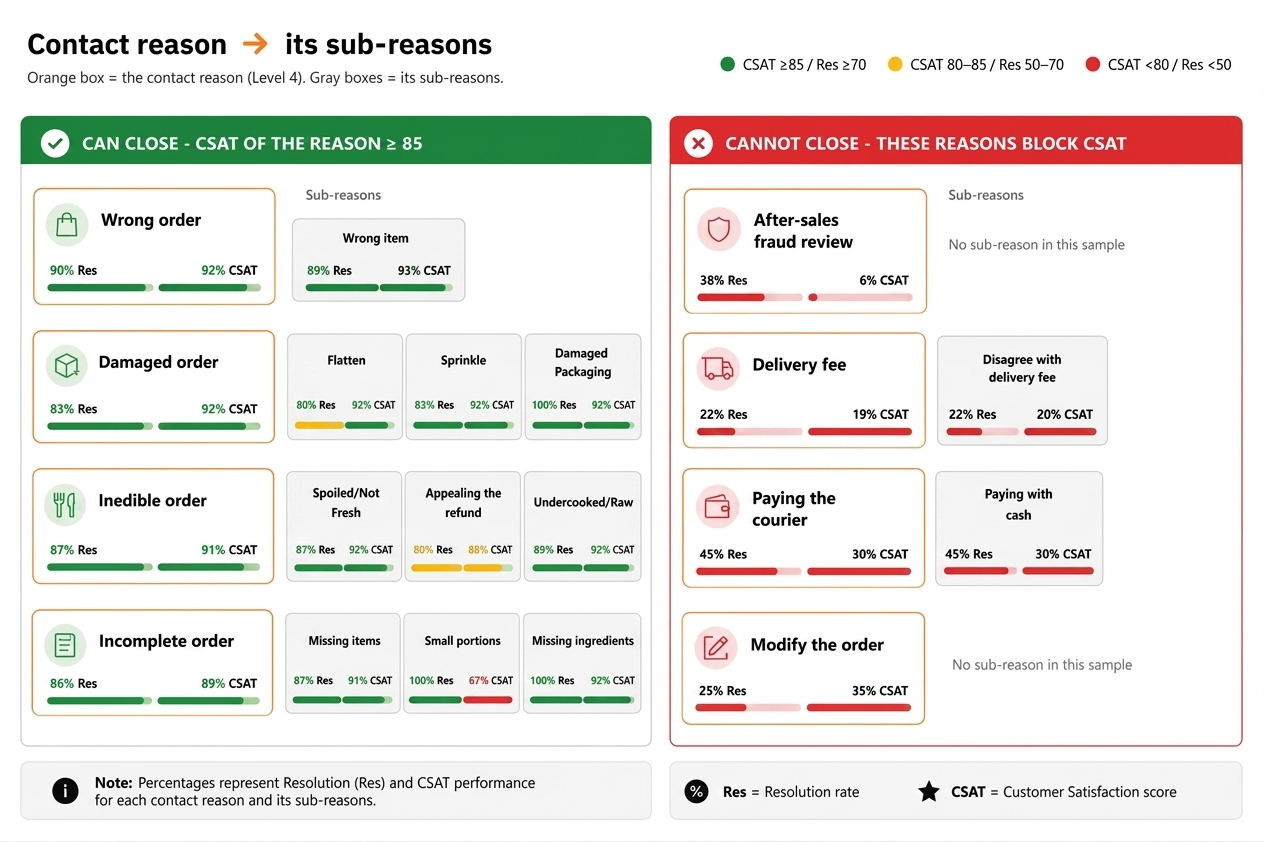 Contact reason → its sub-reasons
Orange box = the contact reason (Level 4). Gray boxes = its sub-reasons.
CSAT ≥85 / Res ≥70
CSAT 80–85 / Res 50–70
CSAT <80 / Res <50
CAN CLOSE - CSAT OF THE REASON ≥ 85
Wrong order
90% Res
92% CSAT
Sub-reasons
Wrong item
89% Res
93% CSAT
Damaged order
83% Res
92% CSAT
Flatten
80% Res
92% CSAT
Sprinkle
83% Res
92% CSAT
Damaged
Packaging
100% Res
92% CSAT
Inedible order
87% Res
91% CSAT
Spoiled/Not
Fresh
87% Res
92% CSAT
Appealing the
refund
80% Res
88% CSAT
Undercooked/Raw
89% Res
92% CSAT
Incomplete order
86% Res
89% CSAT
Missing items
87% Res
91% CSAT
Small portions
100% Res
67% CSAT
Missing ingredients
100% Res
92% CSAT
Note: Percentages represent Resolution (Res) and CSAT performance
for each contact reason and its sub-reasons.
CANNOT CLOSE - THESE REASONS BLOCK CSAT
After-sales
fraud review
38% Res
6% CSAT
Sub-reasons
No sub-reason in this sample
Delivery fee
22% Res
19% CSAT
Disagree with
delivery fee
22% Res
20% CSAT
Paying the
courier
45% Res
30% CSAT
Paying with
cash
45% Res
30% CSAT
Modify the order
25% Res
35% CSAT
No sub-reason in this sample
% Res = Resolution rate
CSAT = Customer Satisfaction score